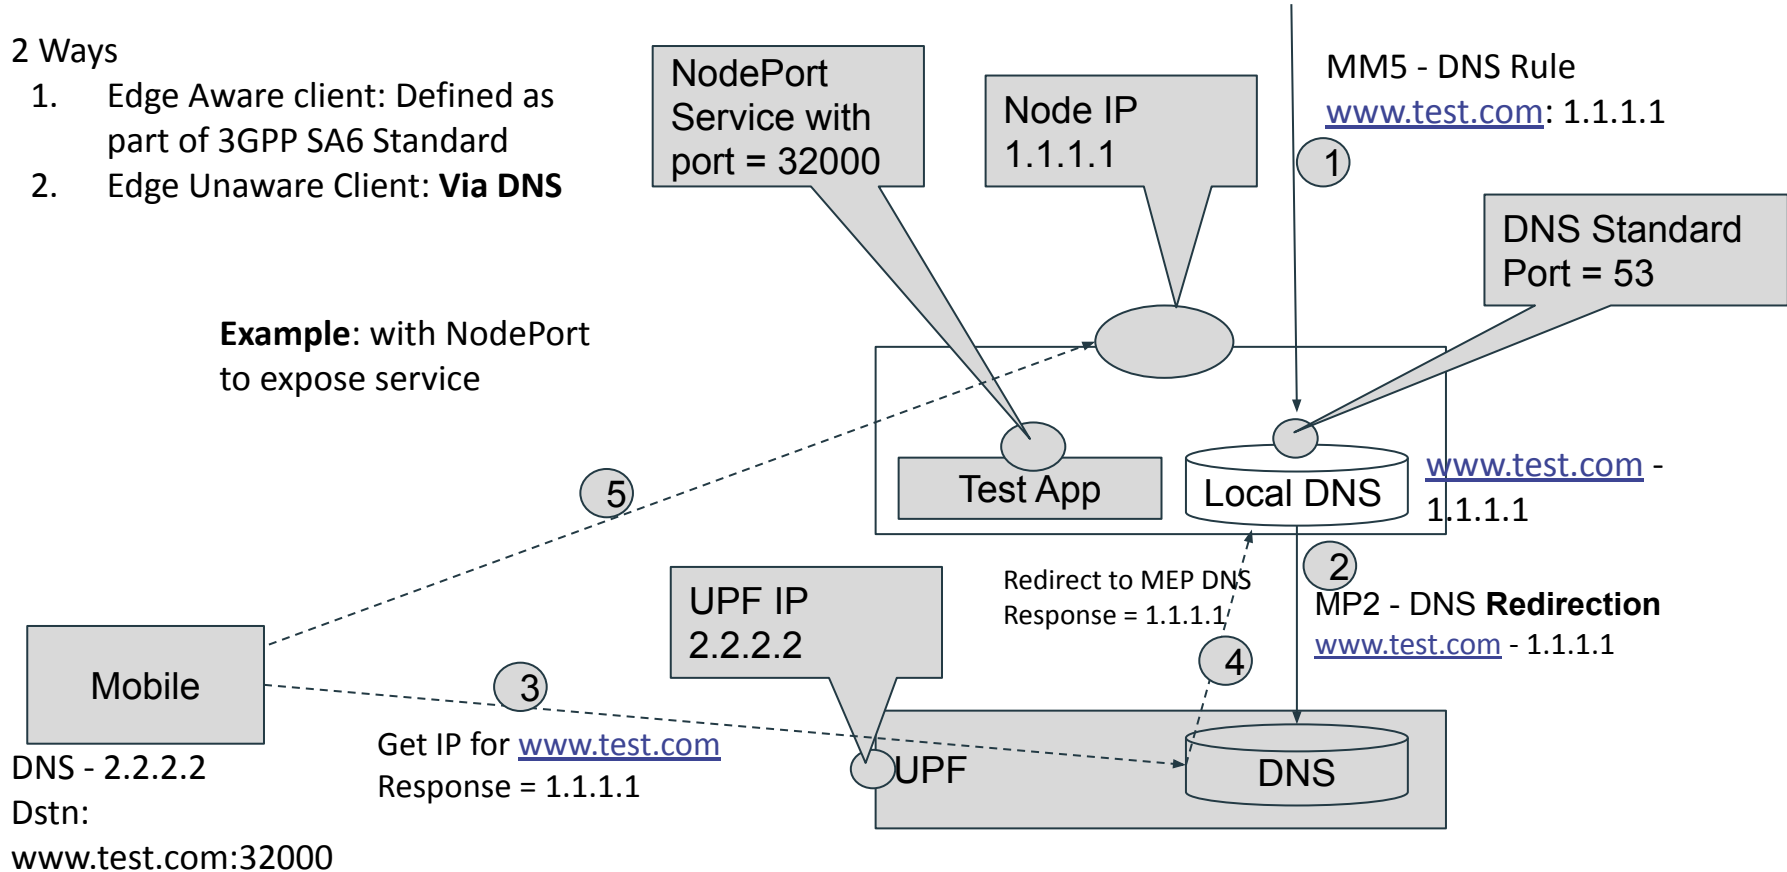 2 Ways
1. Edge Aware client: Defined as
part of 3GPP SA6 Standard
2. Edge Unaware Client: Via DNS
Example: with NodePort
to expose service
NodePort
Service with
port = 32000
Node IP
1.1.1.1
MM5 - DNS Rule
www.test.com: 1.1.1.1
1
DNS Standard
Port = 53
5
Test App
Local DNS
www.test.com -
1.1.1.1
2
Redirect to MEP DNS
Response = 1.1.1.1
MP2 - DNS Redirection
www.test.com - 1.1.1.1
UPF IP
2.2.2.2
4
Mobile
3
Get IP for www.test.com
Response = 1.1.1.1
UPF
DNS
DNS - 2.2.2.2
Dstn:
www.test.com:32000